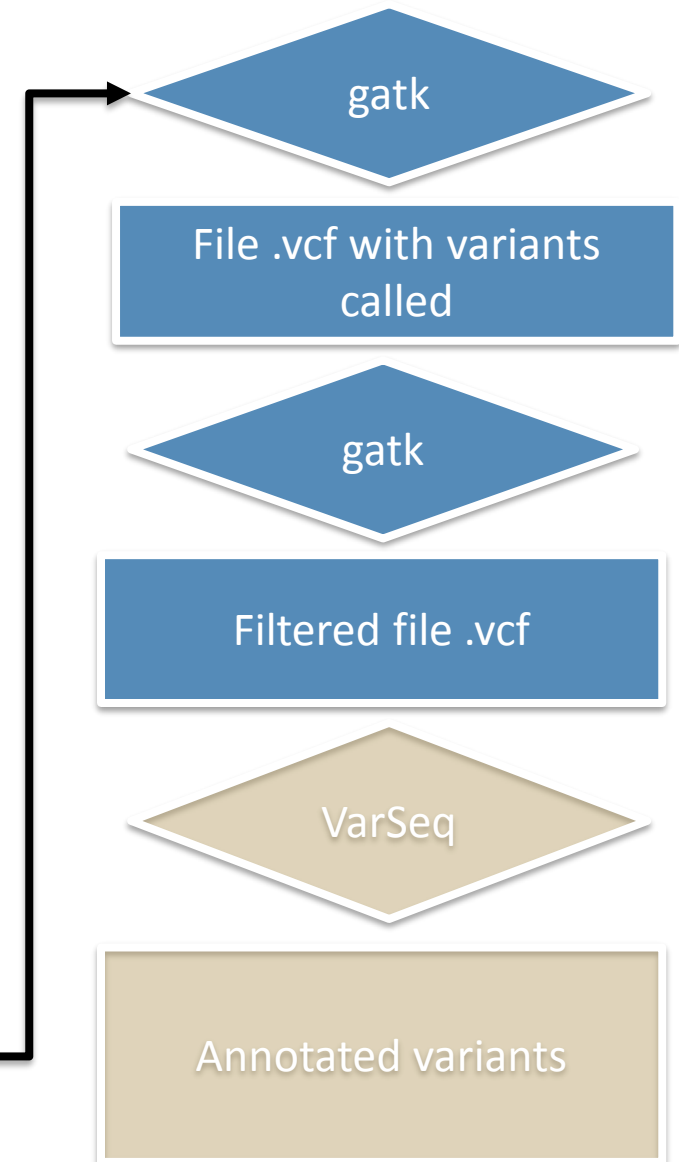 gatk
File .vcf with variants
called
gatk
Filtered file .vcf
VarSeq
Annotated variants